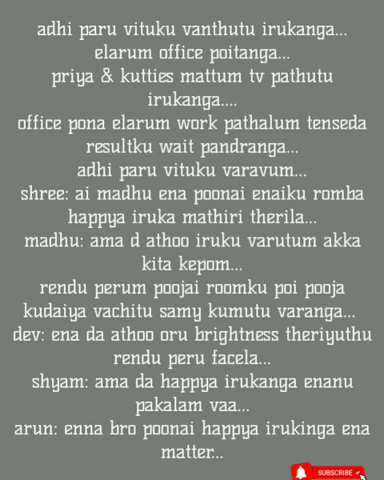 adhi paru vituku vanthutu irukanga...
elarum office poitanga...
priya & kutties mattum tv pathutu
irukanga....
office pona elarum work pathalum tenseda
resultku wait pandranga...
adhi paru vituku varavum...
shree: ai madhu ena poonai enaiku romba
happya iruka mathiri therila...
madhu: ama d athoo iruku varutum akka
kita kepom...
rendu perum poojai roomku poi pooja
kudaiya vachitu samy kumutu varanga...
dev: ena da athoo oru brightness theriyuthu
rendu peru facela...
shyam: ama da happya irukanga enanu
pakalam vaa...
arun: enna bro poonai happya irukinga ena
matter...
SUBSCRIBE